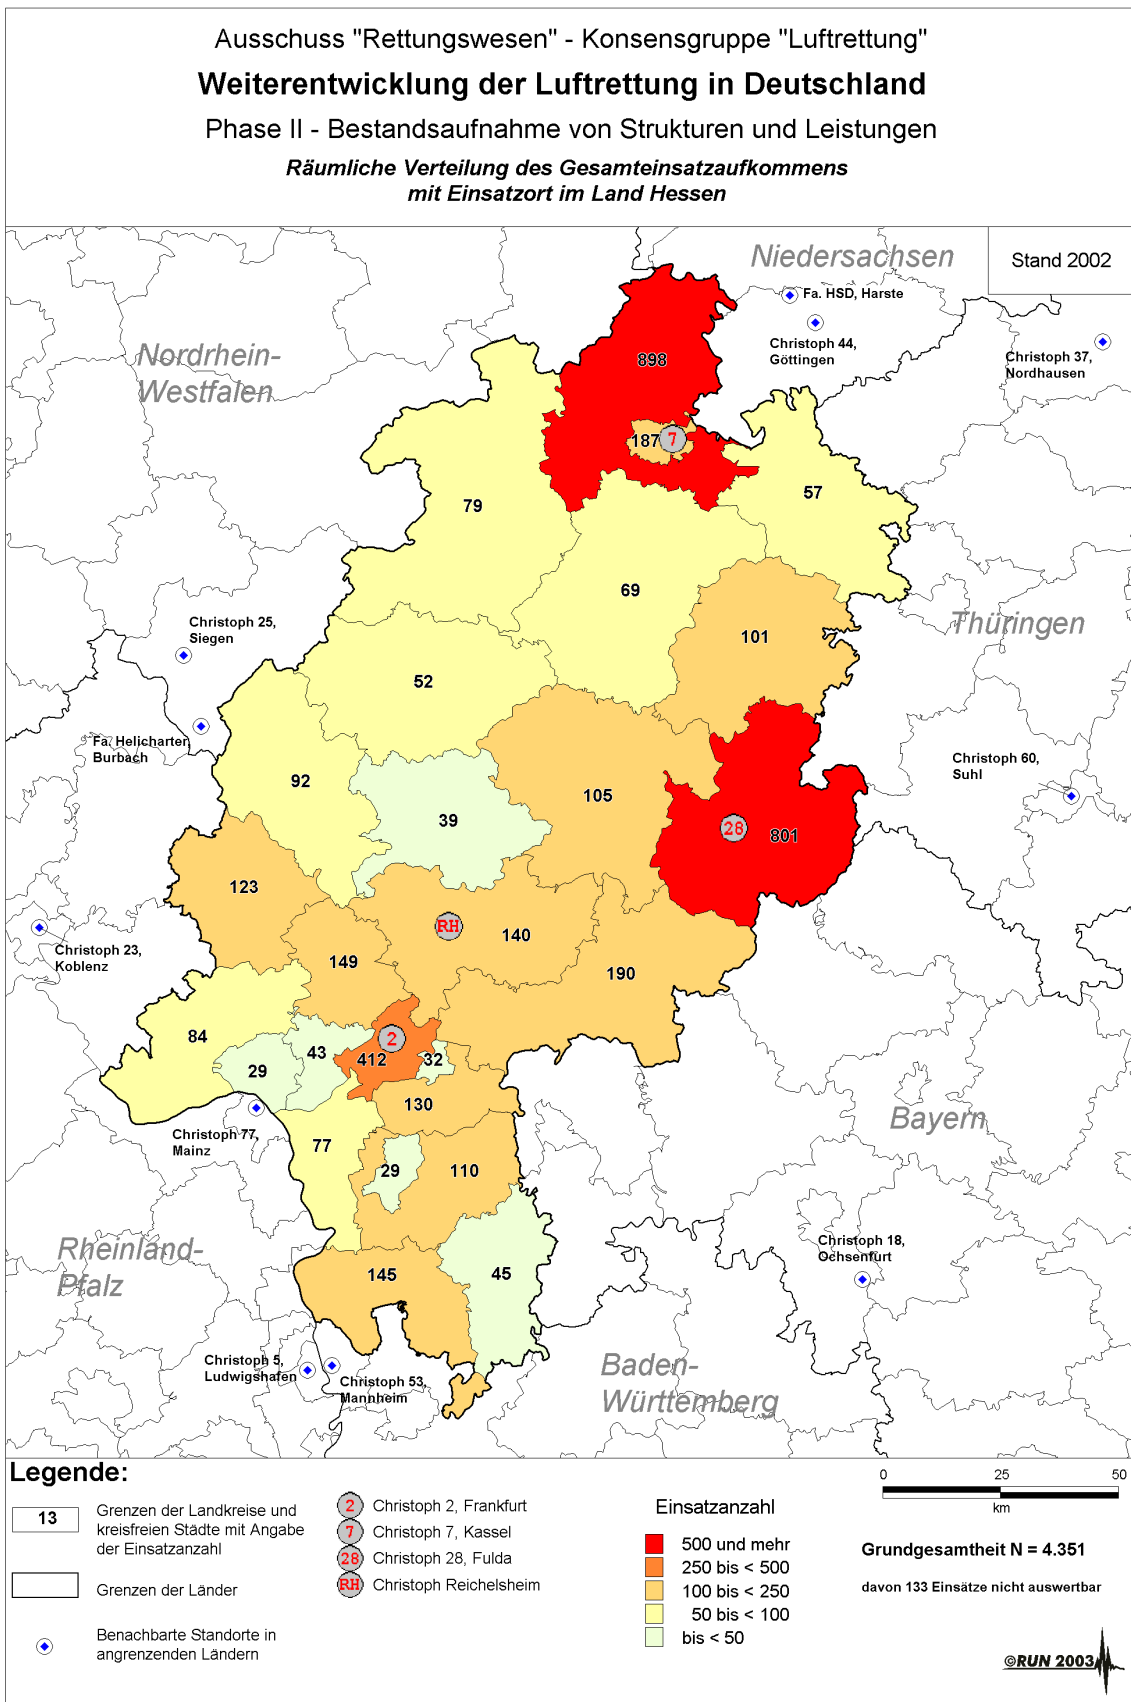 Ausschuss "Rettungswesen" - Konsensgruppe "Luftrettung"
Weiterentwicklung der Luftrettung in Deutschland
Phase II - Bestandsaufnahme von Strukturen und Leistungen
Räumliche Verteilung des Gesamteinsatzaufkommens
mit Einsatzort im Land Hessen
Niedersachsen
Stand 2002
Fa. HSD, Harste
Christoph 44,
Göttingen
Christoph 37,
Nordhausen
Nordrhein-
Westfalen
898
187
7
57
79
69
101
Thüringen
Christoph 25,
Siegen
52
Fa. Helicharter,
Burbach
92
105
39
28
801
Christoph 60,
Suhl
123
RH
140
149
190
Christoph 23,
Koblenz
84
2
43
412
32
29
130
Bayern
Christoph 77,
Mainz
77
29
110
Rheinland-
Pfalz
145
45
Christoph 18,
Ochsenfurt
Christoph 5,
Ludwigshafen
Christoph 53,
Mannheim
Baden-
Württemberg
Legende:
13
Grenzen der Landkreise und
kreisfreien Städte mit Angabe
der Einsatzanzahl
Grenzen der Länder
Benachbarte Standorte in
angrenzenden Ländern
2 Christoph 2, Frankfurt
7 Christoph 7, Kassel
28 Christoph 28, Fulda
RH Christoph Reichelsheim
Einsatzanzahl
500 und mehr
250 bis < 500
100 bis < 250
50 bis < 100
bis < 50
0 25 50
km
Grundgesamtheit N = 4.351
davon 133 Einsätze nicht auswertbar
©RUN 2003